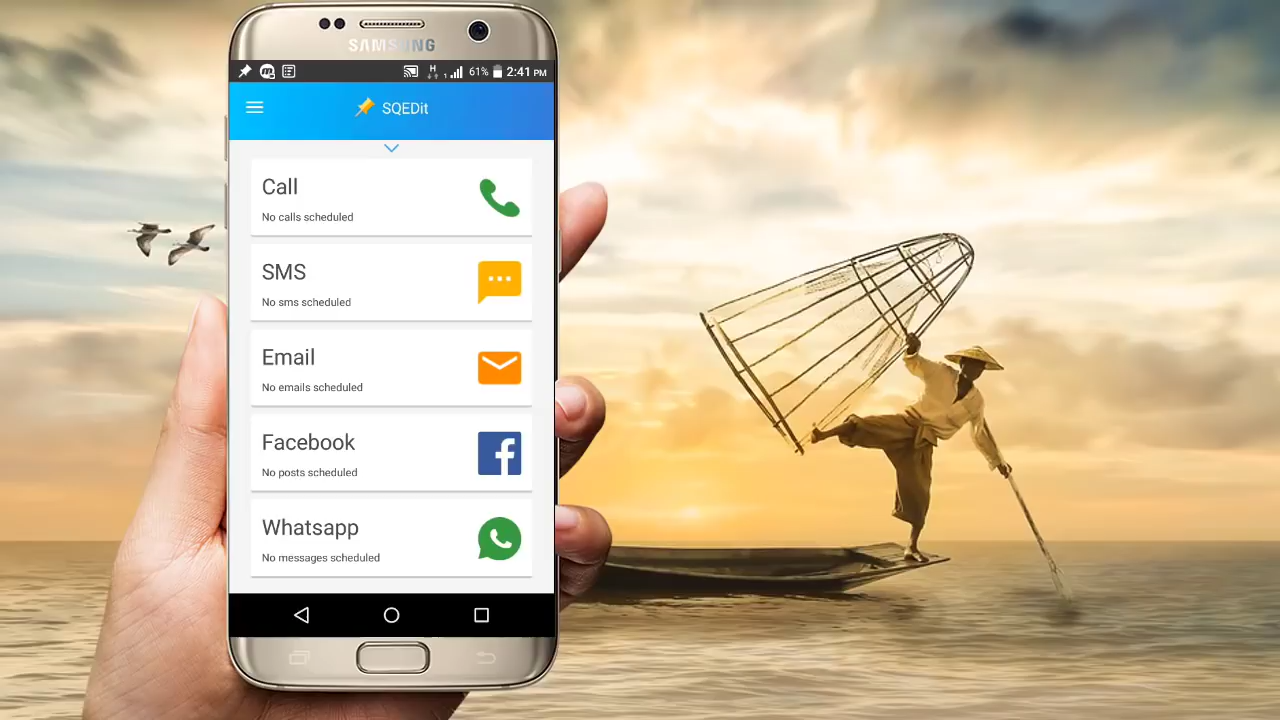 SAMSUNG
H
1
61% 2:41 PM
SQEDit
Call
No calls scheduled
SMS
No sms scheduled
Email
No emails scheduled
Facebook
No posts scheduled
Whatsapp
No messages scheduled